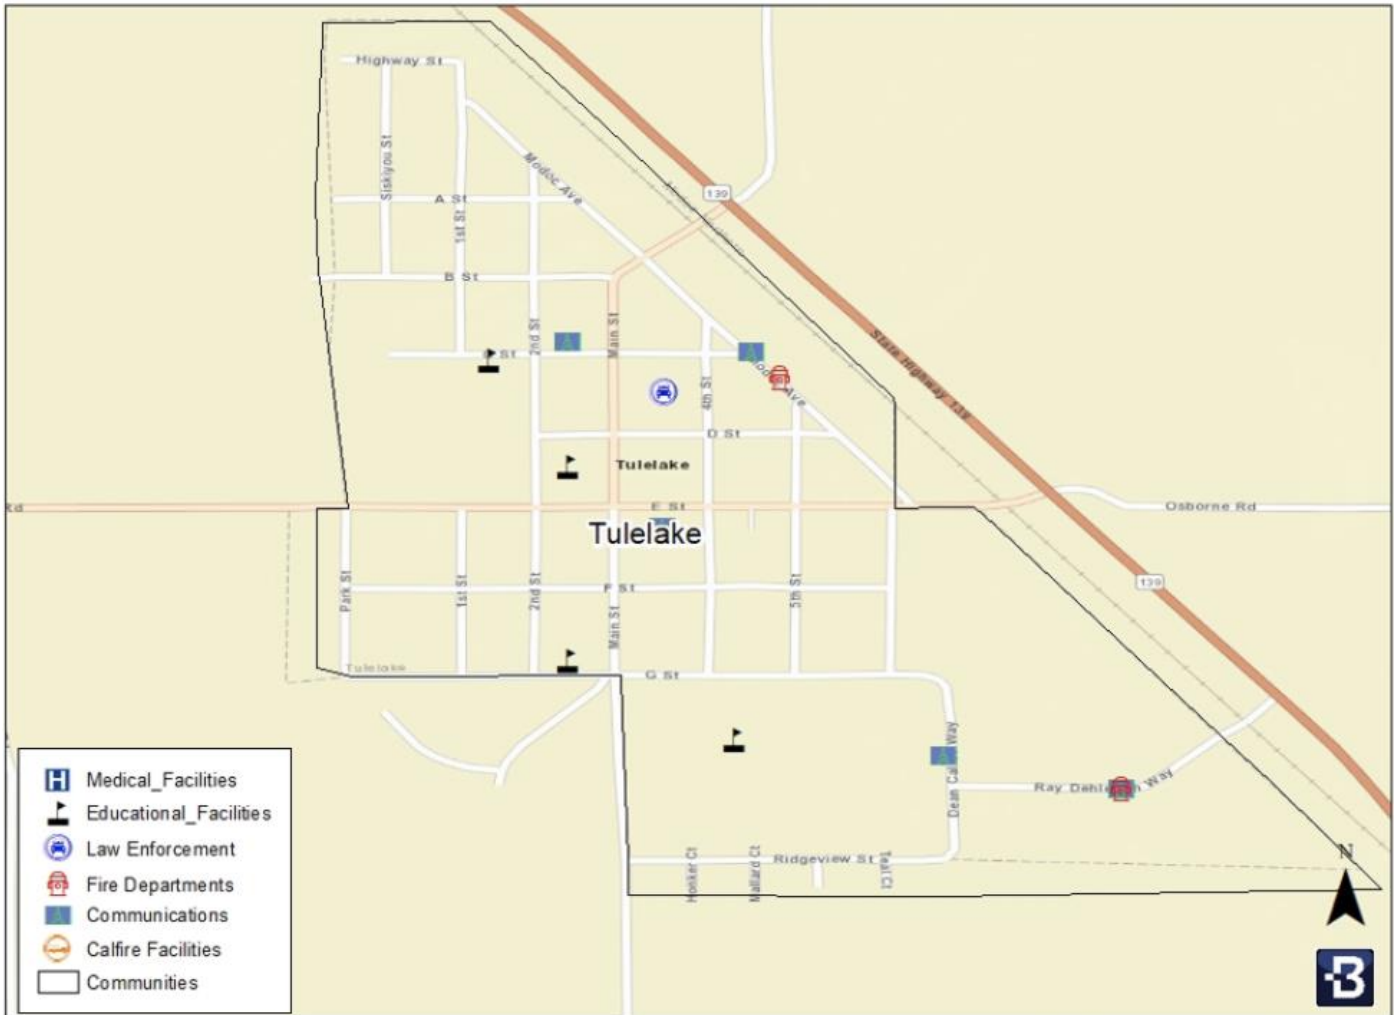 Highway St
Siskiyou St
Modoc Ave
139
A St
1st St
B St
2nd St
Main St
State Highway 139
St
4th St
Ave
D St
Tulelake
Rd
E St
Osborne Rd
Tulelake
139
Park St
1st St
2nd St
F St
5th St
Main St
Tulelake
G St
Way
Ray
Way
Dean
Ridgeview St
Honker Ct
Mallard Ct
Teal Ct
N
H Medical_Facilities
Educational_Facilities
Law Enforcement
Fire Departments
A Communications
Calfire Facilities
Communities
B